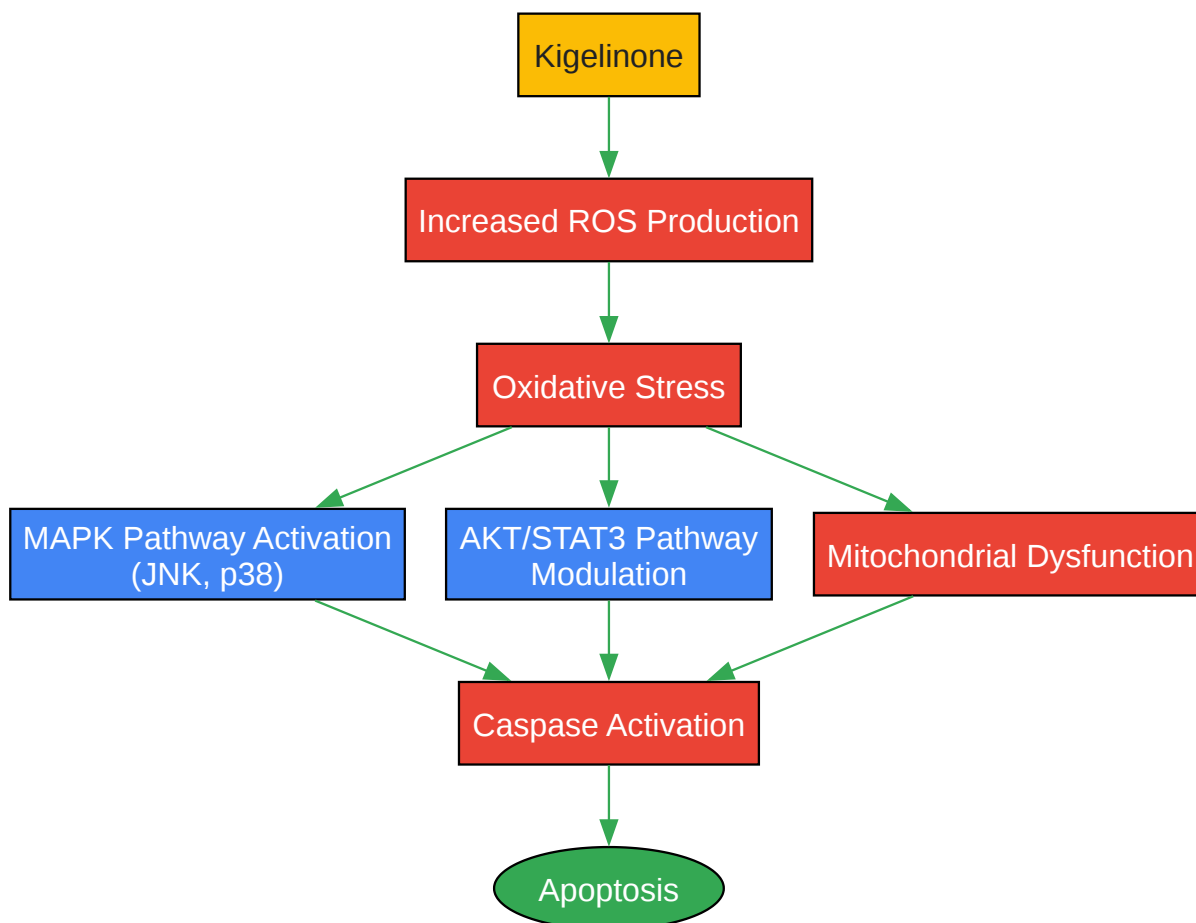 Kigelinone
Increased ROS Production
Oxidative Stress
MAPK Pathway Activation
(JNK, p38)
AKT/STAT3 Pathway
Modulation
Mitochondrial Dysfunction
Caspase Activation
Apoptosis